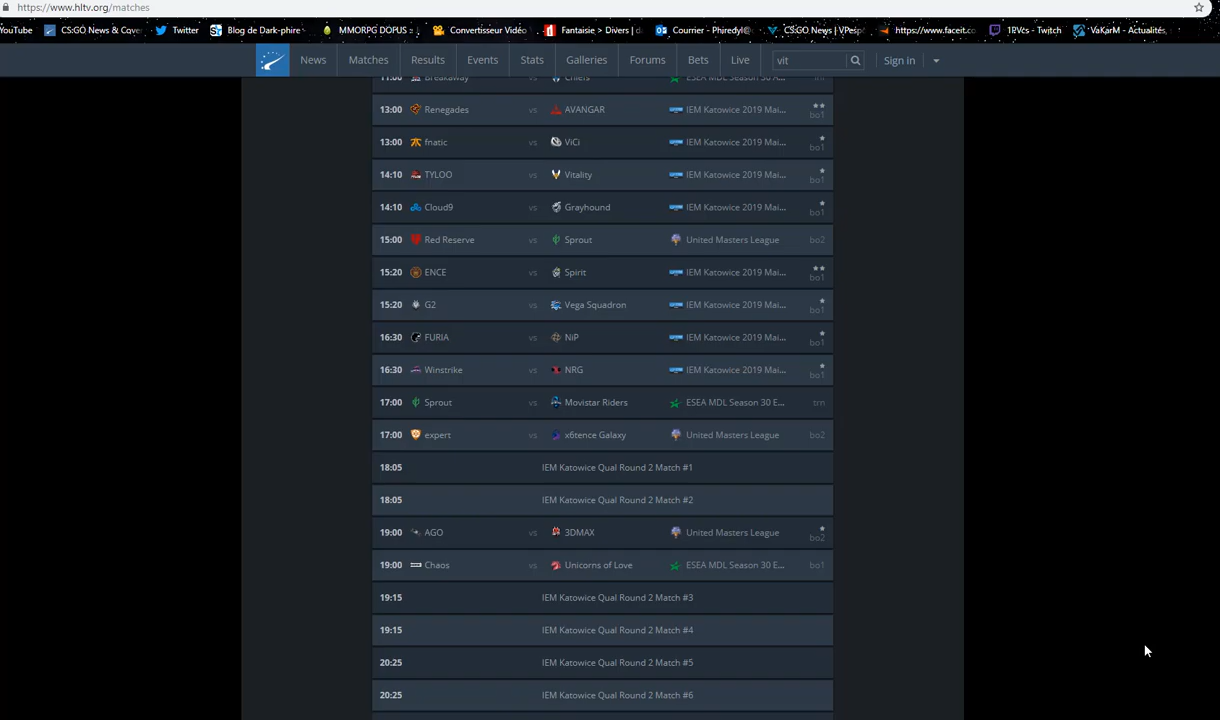 https://www.hltv.org/matches
YouTube CS:GO News & Cove Twitter Blog de Dark-phire MMORPG DOFUS Convertisseur Vidéo Fantaisie > Divers | d Courrier - Phiredyl@ CS:GO News | VPesp https://www.faceit.co 1PVcs - Twitch VaKarM - Actualités,
News Matches Results Events Stats Galleries Forums Bets Live vit Sign in
11:00 Breakaway vs Chiefs ESEA MDL Season 30 A...
13:00 Renegades vs AVANGAR IEM Katowice 2019 Mai... bo1
13:00 fnatic vs ViCi IEM Katowice 2019 Mai... bo1
14:10 TYLOO vs Vitality IEM Katowice 2019 Mai... bo1
14:10 Cloud9 vs Grayhound IEM Katowice 2019 Mai... bo1
15:00 Red Reserve vs Sprout United Masters League bo2
15:20 ENCE vs Spirit IEM Katowice 2019 Mai... bo1
15:20 G2 vs Vega Squadron IEM Katowice 2019 Mai... bo1
16:30 FURIA vs NiP IEM Katowice 2019 Mai... bo1
16:30 Winstrike vs NRG IEM Katowice 2019 Mai... bo1
17:00 Sprout vs Movistar Riders ESEA MDL Season 30 E... trn
17:00 expert vs x6tence Galaxy United Masters League bo2
18:05 IEM Katowice Qual Round 2 Match #1
18:05 IEM Katowice Qual Round 2 Match #2
19:00 AGO vs 3DMAX United Masters League bo2
19:00 Chaos vs Unicorns of Love ESEA MDL Season 30 E... bo1
19:15 IEM Katowice Qual Round 2 Match #3
19:15 IEM Katowice Qual Round 2 Match #4
20:25 IEM Katowice Qual Round 2 Match #5
20:25 IEM Katowice Qual Round 2 Match #6